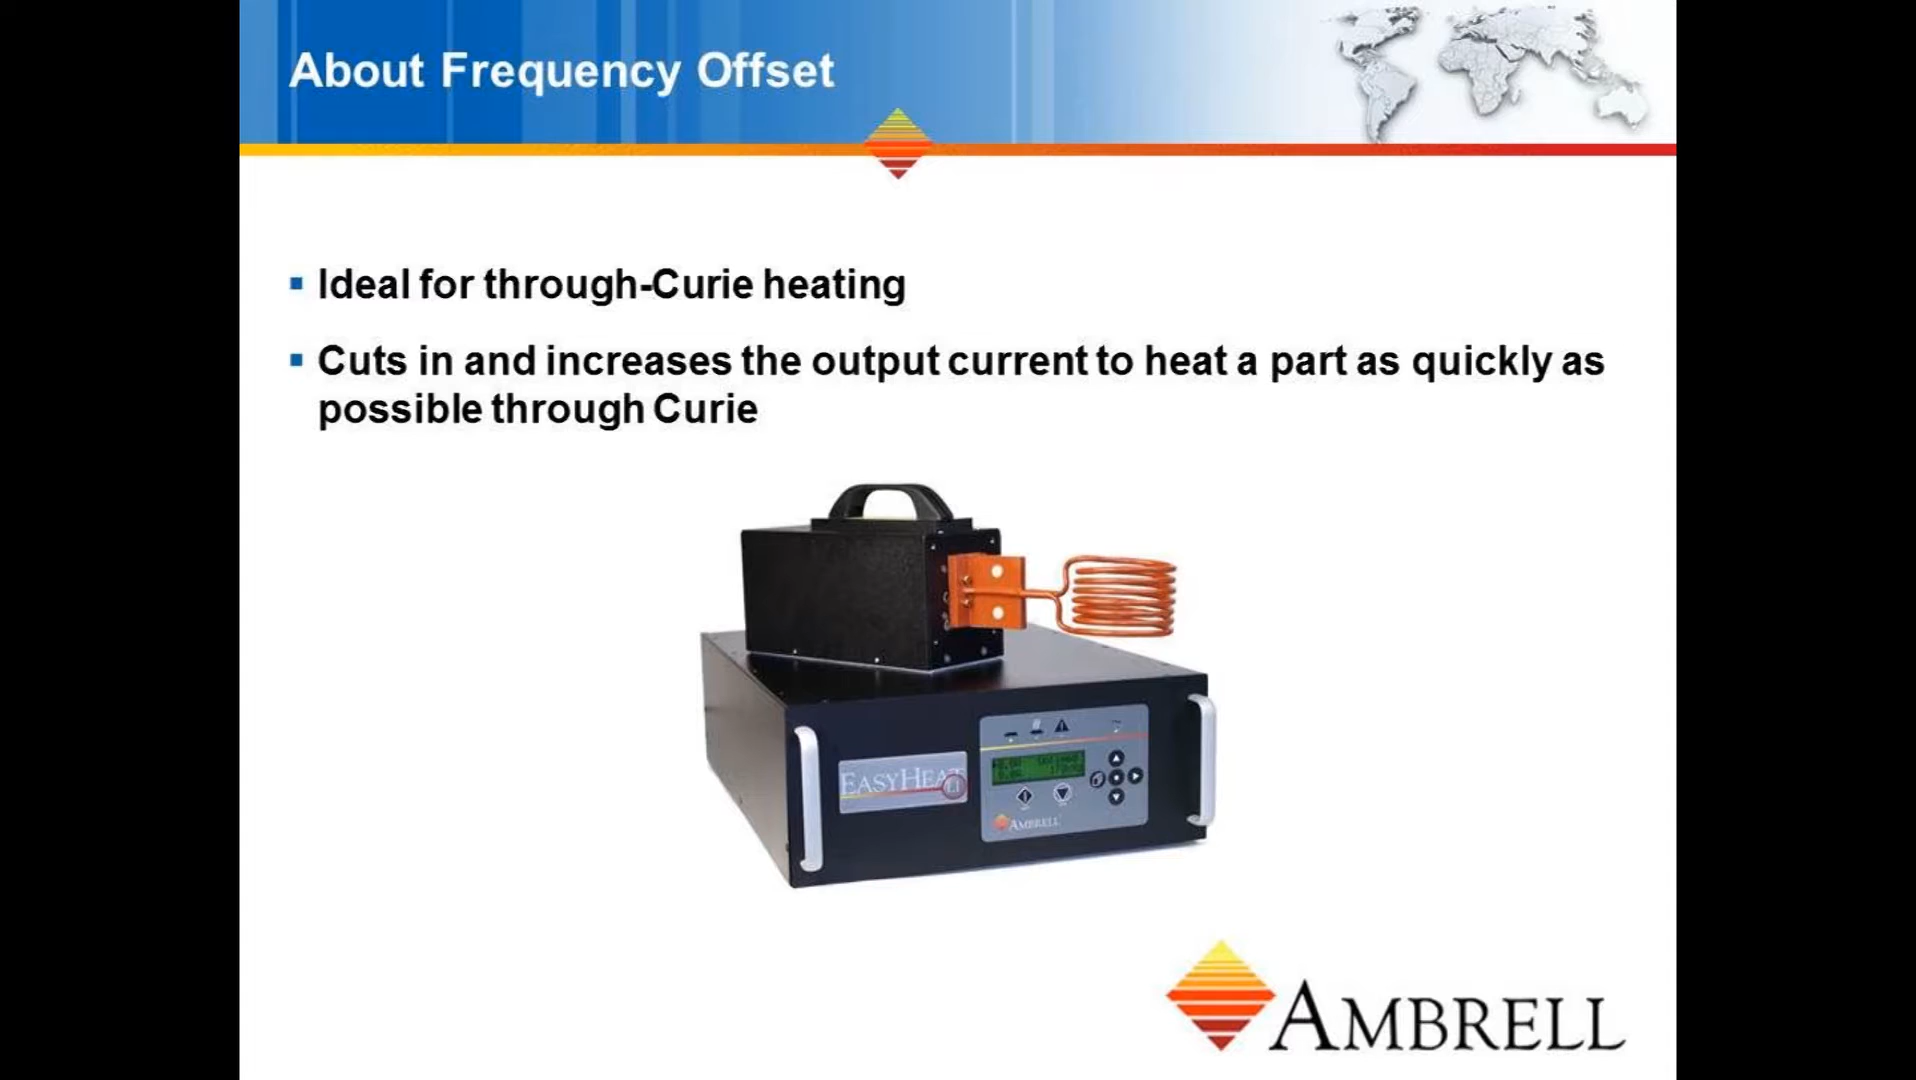 About Frequency Offset
Ideal for through-Curie heating
Cuts in and increases the output current to heat a part as quickly as
possible through Curie
EASYHEAT
LI
AMBRELL
AMBRELL